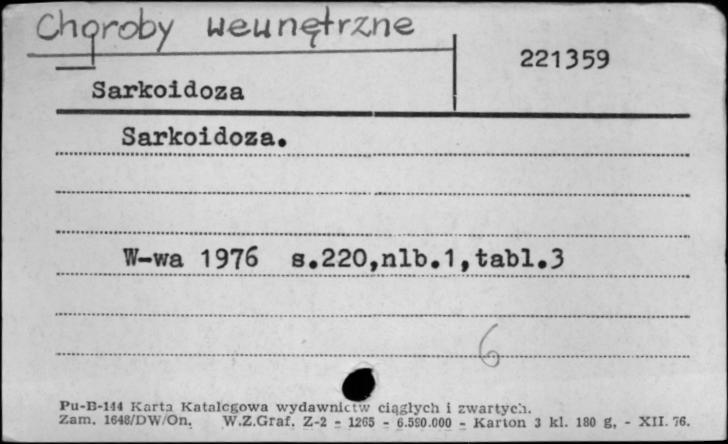 Choroby wewnętrzne
221359
Sarkoidoza
Sarkoidoza.
W-wa 1976 s.220,nlb.1,tabl.3
6
Pu-B-144 Karta Katalogowa wydawnictw ciągłych i zwartych.
Zam. 1648/DW/On. W.Z.Graf. Z-2 - 1265 - 6.590.000 - Karton 3 kl. 180 g. - XII. 76.